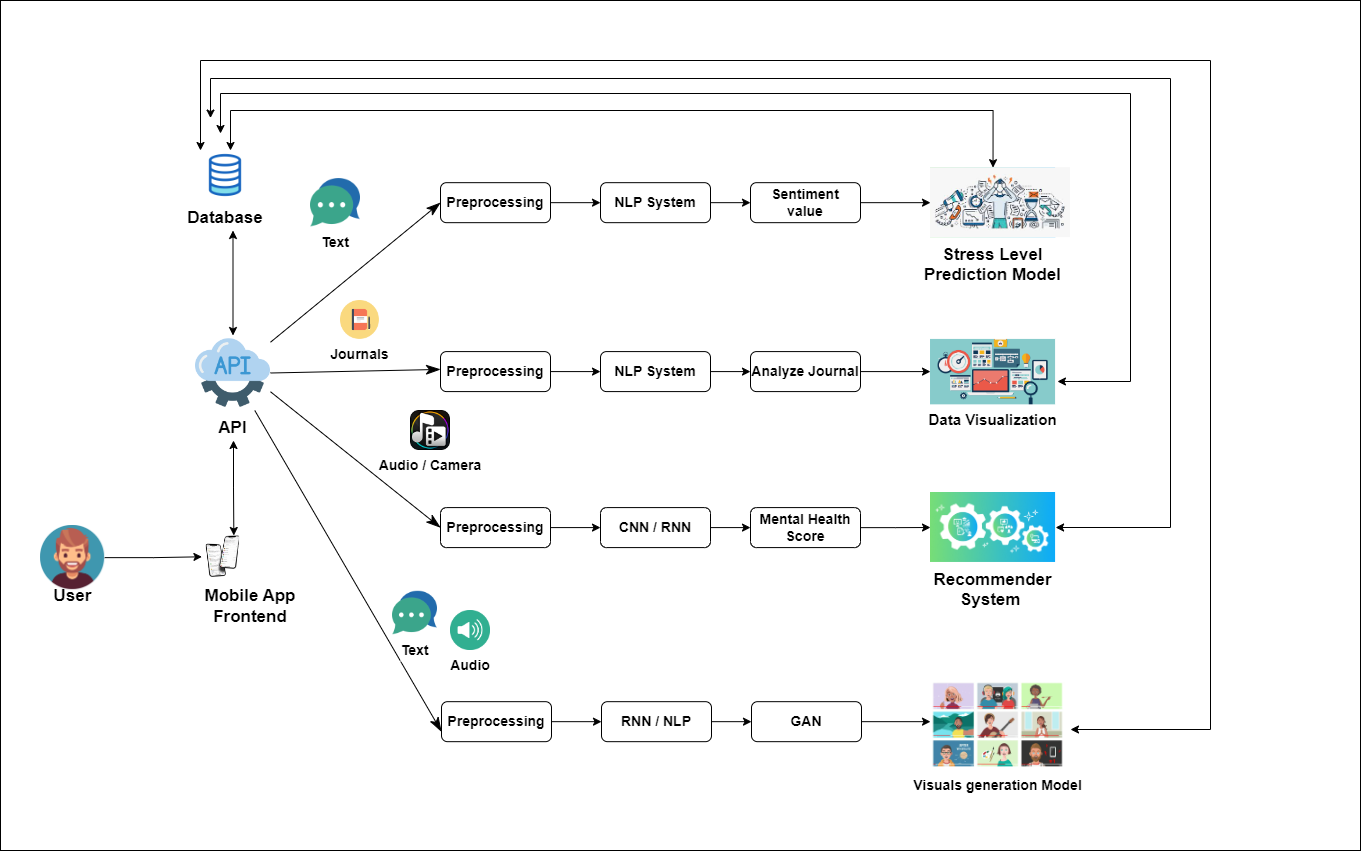 Database
Text
Preprocessing
NLP System
Sentiment
value
Stress Level
Prediction Model
API
API
Journals
Preprocessing
NLP System
Analyze Journal
Data Visualization
Audio / Camera
Preprocessing
CNN / RNN
Mental Health
Score
Recommender
System
User
Mobile App
Frontend
Text
Audio
Preprocessing
RNN / NLP
GAN
Visuals generation Model